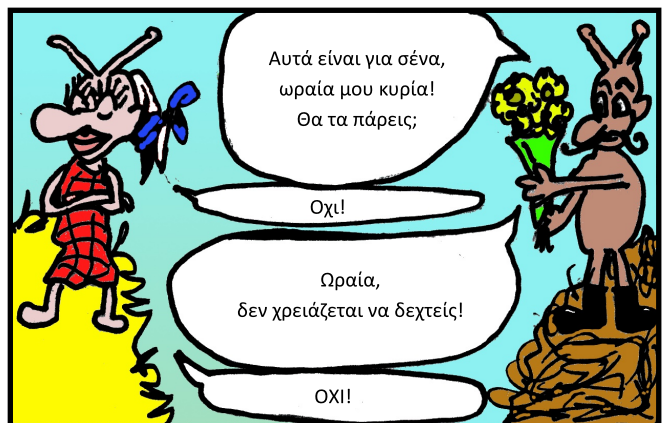 Αυτά είναι για σένα,
ωραία μου κυρία!
Θα τα πάρεις;
Οχι!
Ωραία,
δεν χρειάζεται να δεχτείς!
ΟΧΙ!